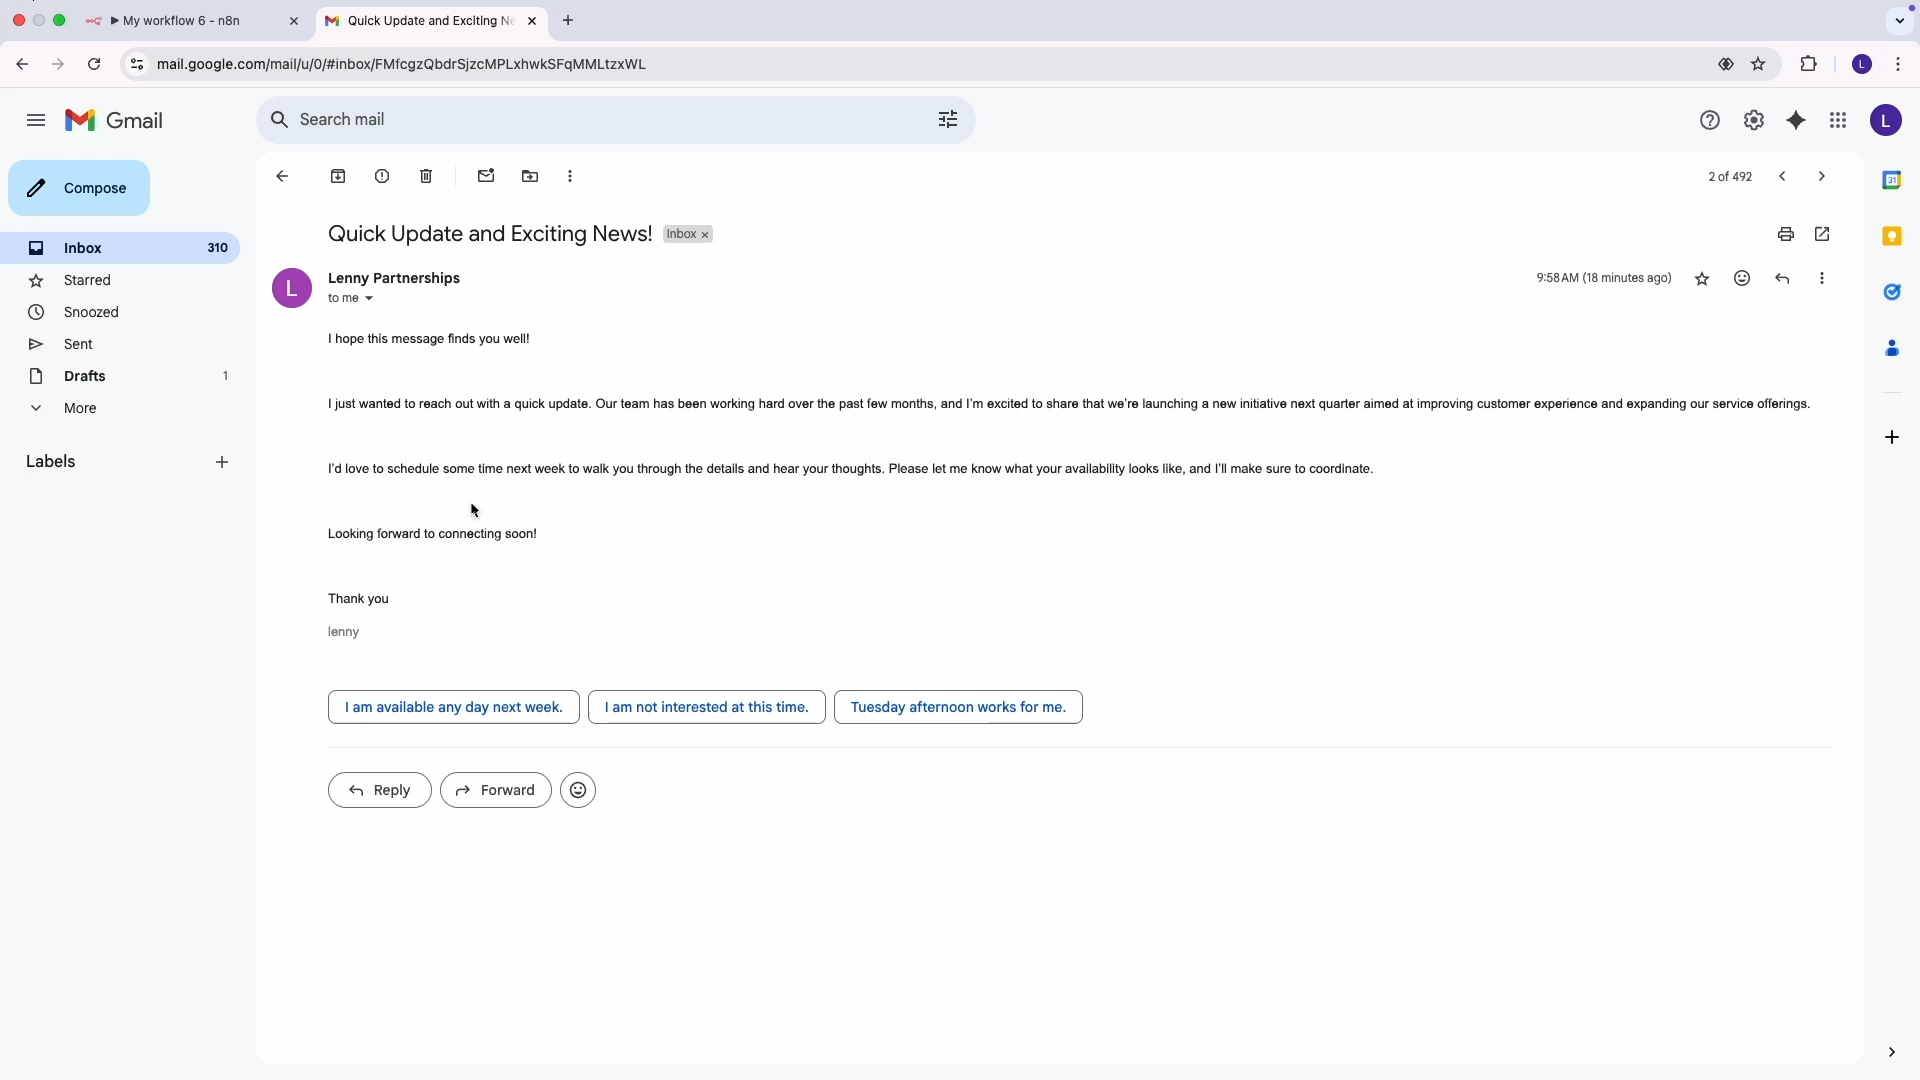 My workflow 6 - n8n
Quick Update and Exciting Ne
mail.google.com/mail/u/0/#inbox/FMfcgzQbdrSjzcMPLxhwkSFqMMLtzxWL
L
Gmail
Search mail
L
Compose
2 of 492
31
Inbox 310
Starred
Snoozed
Sent
Drafts 1
More
Labels
Quick Update and Exciting News! Inbox x
L
Lenny Partnerships
9:58 AM (18 minutes ago)
to me
I hope this message finds you well!
I just wanted to reach out with a quick update. Our team has been working hard over the past few months, and I'm excited to share that we're launching a new initiative next quarter aimed at improving customer experience and expanding our service offerings.
I'd love to schedule some time next week to walk you through the details and hear your thoughts. Please let me know what your availability looks like, and I'll make sure to coordinate.
Looking forward to connecting soon!
Thank you
lenny
I am available any day next week. I am not interested at this time. Tuesday afternoon works for me.
Reply Forward